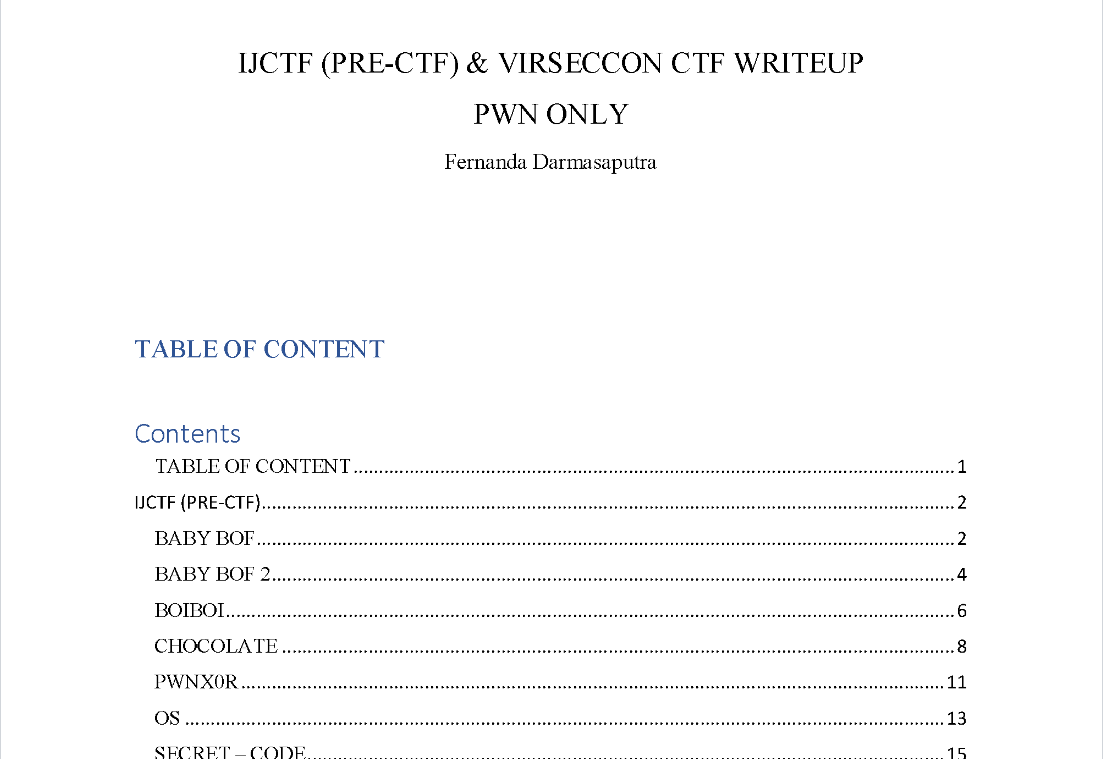 IJCTF (PRE-CTF) & VIRSECCON CTF WRITEUP
PWN ONLY
Fernanda Darmasaputra
TABLE OF CONTENT
Contents
TABLE OF CONTENT 1
IJCTF (PRE-CTF) 2
BABY BOF 2
BABY BOF 2 4
BOIBOI 6
CHOCOLATE 8
PWNX0R 11
OS 13
SECRET – CODE 15